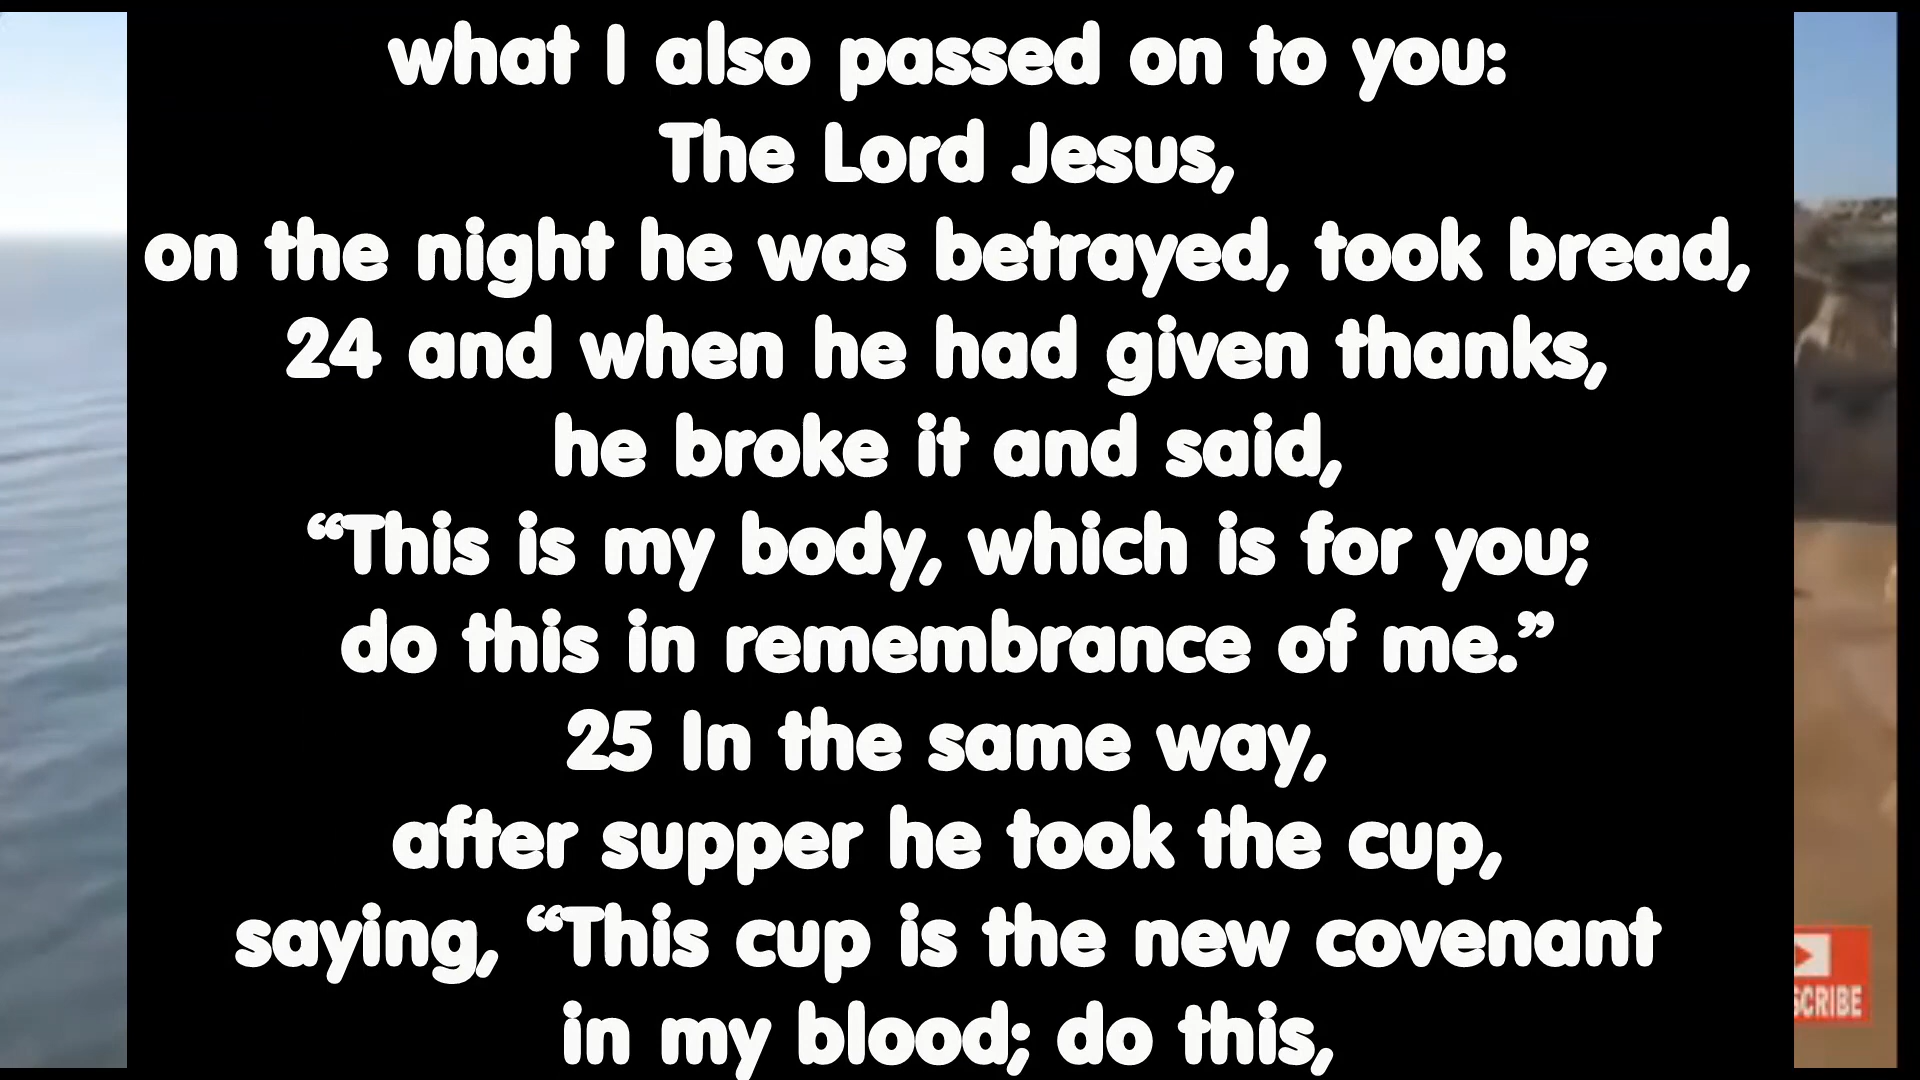 what I also passed on to you:
The Lord Jesus,
on the night he was betrayed, took bread,
24 and when he had given thanks,
he broke it and said,
“This is my body, which is for you;
do this in remembrance of me.”
25 In the same way,
after supper he took the cup,
saying, “This cup is the new covenant
in my blood; do this,
SCRIBE